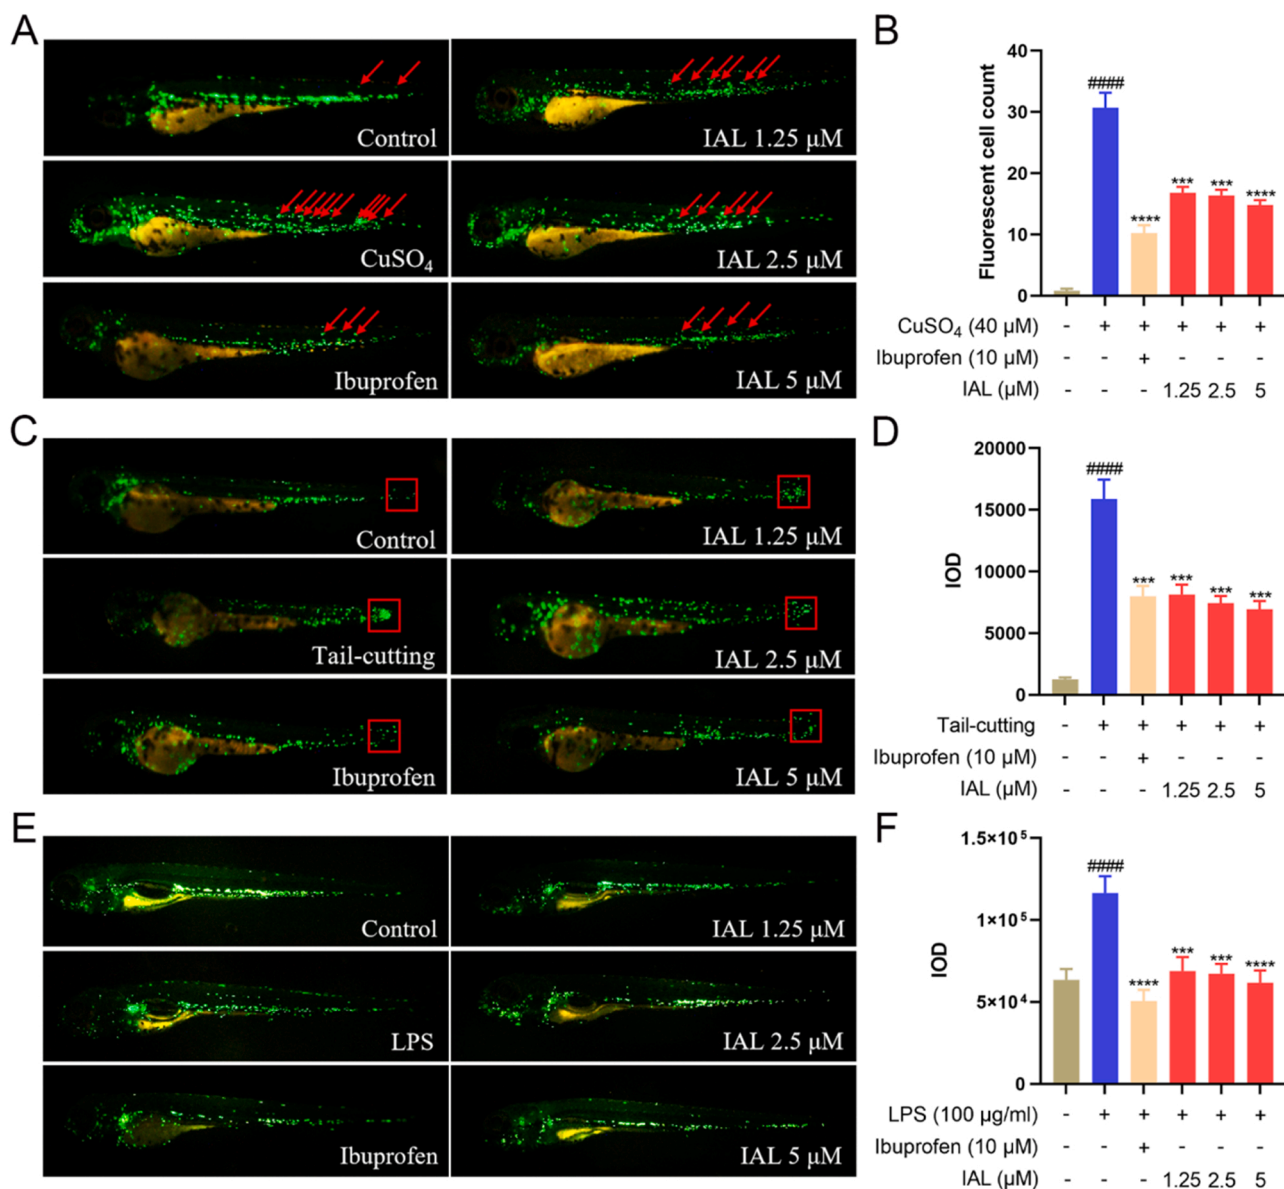 A
Control
IAL 1.25 μM
CuSO₄
IAL 2.5 μM
Ibuprofen
IAL 5 μM
B
40
30
20
10
0
Fluorescent cell count
####
****
***
***
****
CuSO₄ (40 μM) - + + + + +
Ibuprofen (10 μM) - - + - - -
IAL (μM) - - - 1.25 2.5 5
C
Control
IAL 1.25 μM
Tail-cutting
IAL 2.5 μM
Ibuprofen
IAL 5 μM
D
20000
15000
10000
5000
0
IOD
####
***
***
***
***
Tail-cutting - + + + + +
Ibuprofen (10 μM) - - + - - -
IAL (μM) - - - 1.25 2.5 5
E
Control
IAL 1.25 μM
LPS
IAL 2.5 μM
Ibuprofen
IAL 5 μM
F
1.5×10⁵
1×10⁵
5×10⁴
0
IOD
####
****
***
***
****
LPS (100 μg/ml) - + + + + +
Ibuprofen (10 μM) - - + - - -
IAL (μM) - - - 1.25 2.5 5